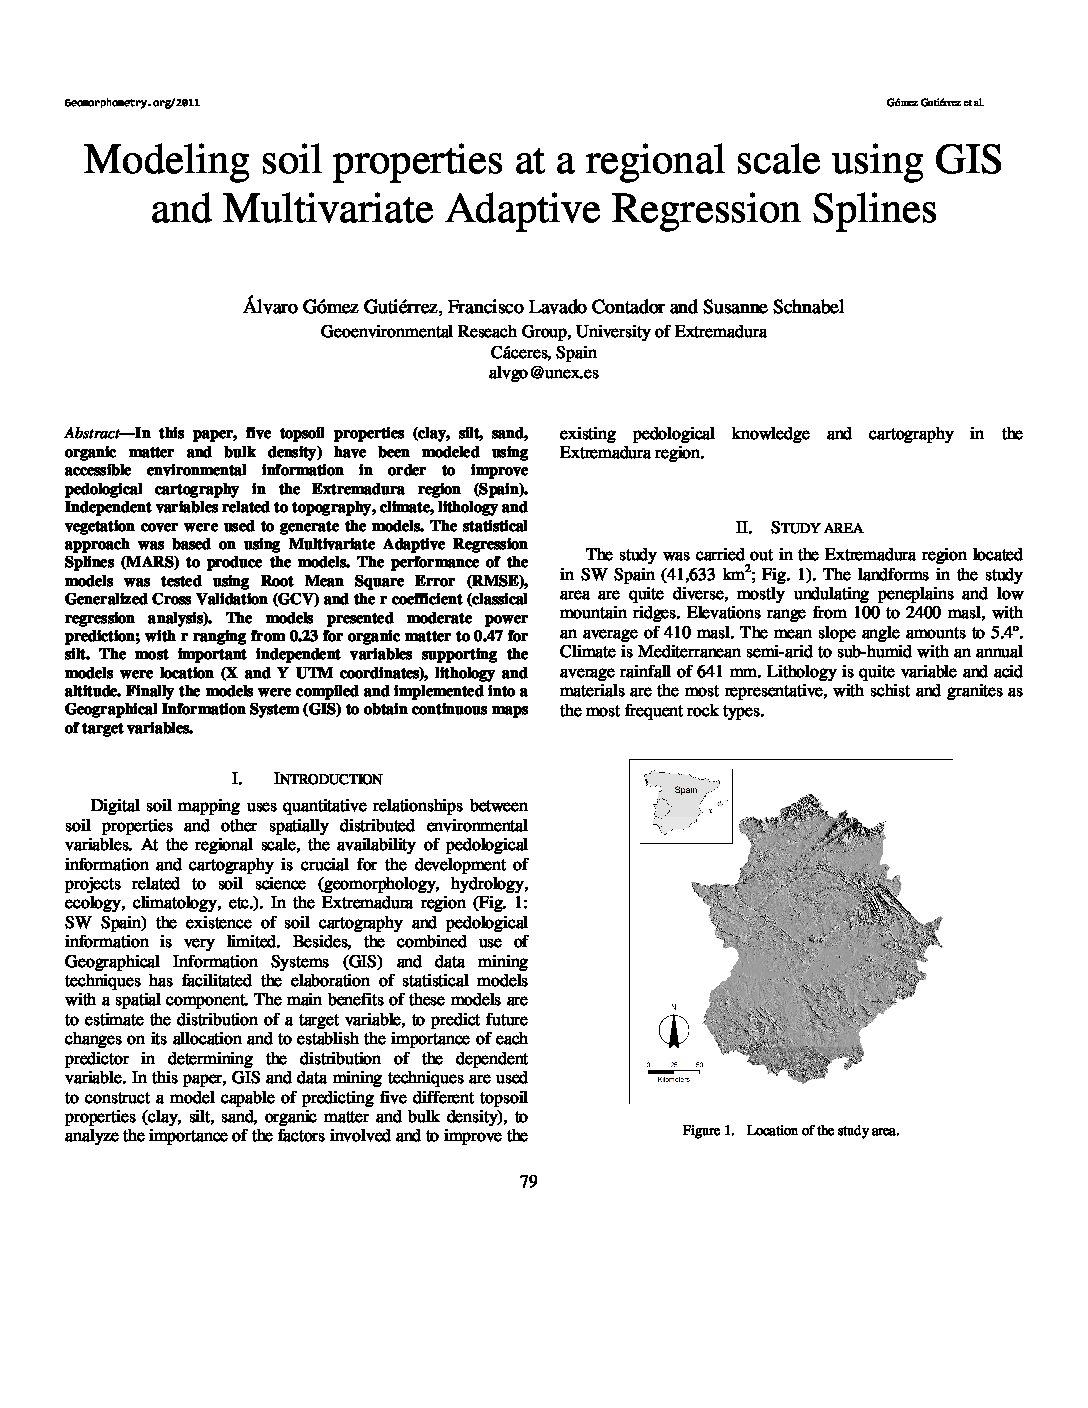 Geomorphometry.org/2011
Gómez Gutiérrez et al.
Modeling soil properties at a regional scale using GIS
and Multivariate Adaptive Regression Splines
Álvaro Gómez Gutiérrez, Francisco Lavado Contador and Susanne Schnabel
Geoenvironmental Reseach Group, University of Extremadura
Cáceres, Spain
alvgo@unex.es
Abstract—In this paper, five topsoil properties (clay, silt, sand,
organic matter and bulk density) have been modeled using
accessible environmental information in order to improve
pedological cartography in the Extremadura region (Spain).
Independent variables related to topography, climate, lithology and
vegetation cover were used to generate the models. The statistical
approach was based on using Multivariate Adaptive Regression
Splines (MARS) to produce the models. The performance of the
models was tested using Root Mean Square Error (RMSE),
Generalized Cross Validation (GCV) and the r coefficient (classical
regression analysis). The models presented moderate power
prediction; with r ranging from 0.23 for organic matter to 0.47 for
silt. The most important independent variables supporting the
models were location (X and Y UTM coordinates), lithology and
altitude. Finally the models were compiled and implemented into a
Geographical Information System (GIS) to obtain continuous maps
of target variables.
I. INTRODUCTION
Digital soil mapping uses quantitative relationships between
soil properties and other spatially distributed environmental
variables. At the regional scale, the availability of pedological
information and cartography is crucial for the development of
projects related to soil science (geomorphology, hydrology,
ecology, climatology, etc.). In the Extremadura region (Fig. 1:
SW Spain) the existence of soil cartography and pedological
information is very limited. Besides, the combined use of
Geographical Information Systems (GIS) and data mining
techniques has facilitated the elaboration of statistical models
with a spatial component. The main benefits of these models are
to estimate the distribution of a target variable, to predict future
changes on its allocation and to establish the importance of each
predictor in determining the distribution of the dependent
variable. In this paper, GIS and data mining techniques are used
to construct a model capable of predicting five different topsoil
properties (clay, silt, sand, organic matter and bulk density), to
analyze the importance of the factors involved and to improve the
existing pedological knowledge and cartography in the
Extremadura region.
II. STUDY AREA
The study was carried out in the Extremadura region located
in SW Spain (41,633 km²; Fig. 1). The landforms in the study
area are quite diverse, mostly undulating peneplains and low
mountain ridges. Elevations range from 100 to 2400 masl, with
an average of 410 masl. The mean slope angle amounts to 5.4º.
Climate is Mediterranean semi-arid to sub-humid with an annual
average rainfall of 641 mm. Lithology is quite variable and acid
materials are the most representative, with schist and granites as
the most frequent rock types.
Spain
N
0 25 50
Kilometers
Figure 1. Location of the study area.
79